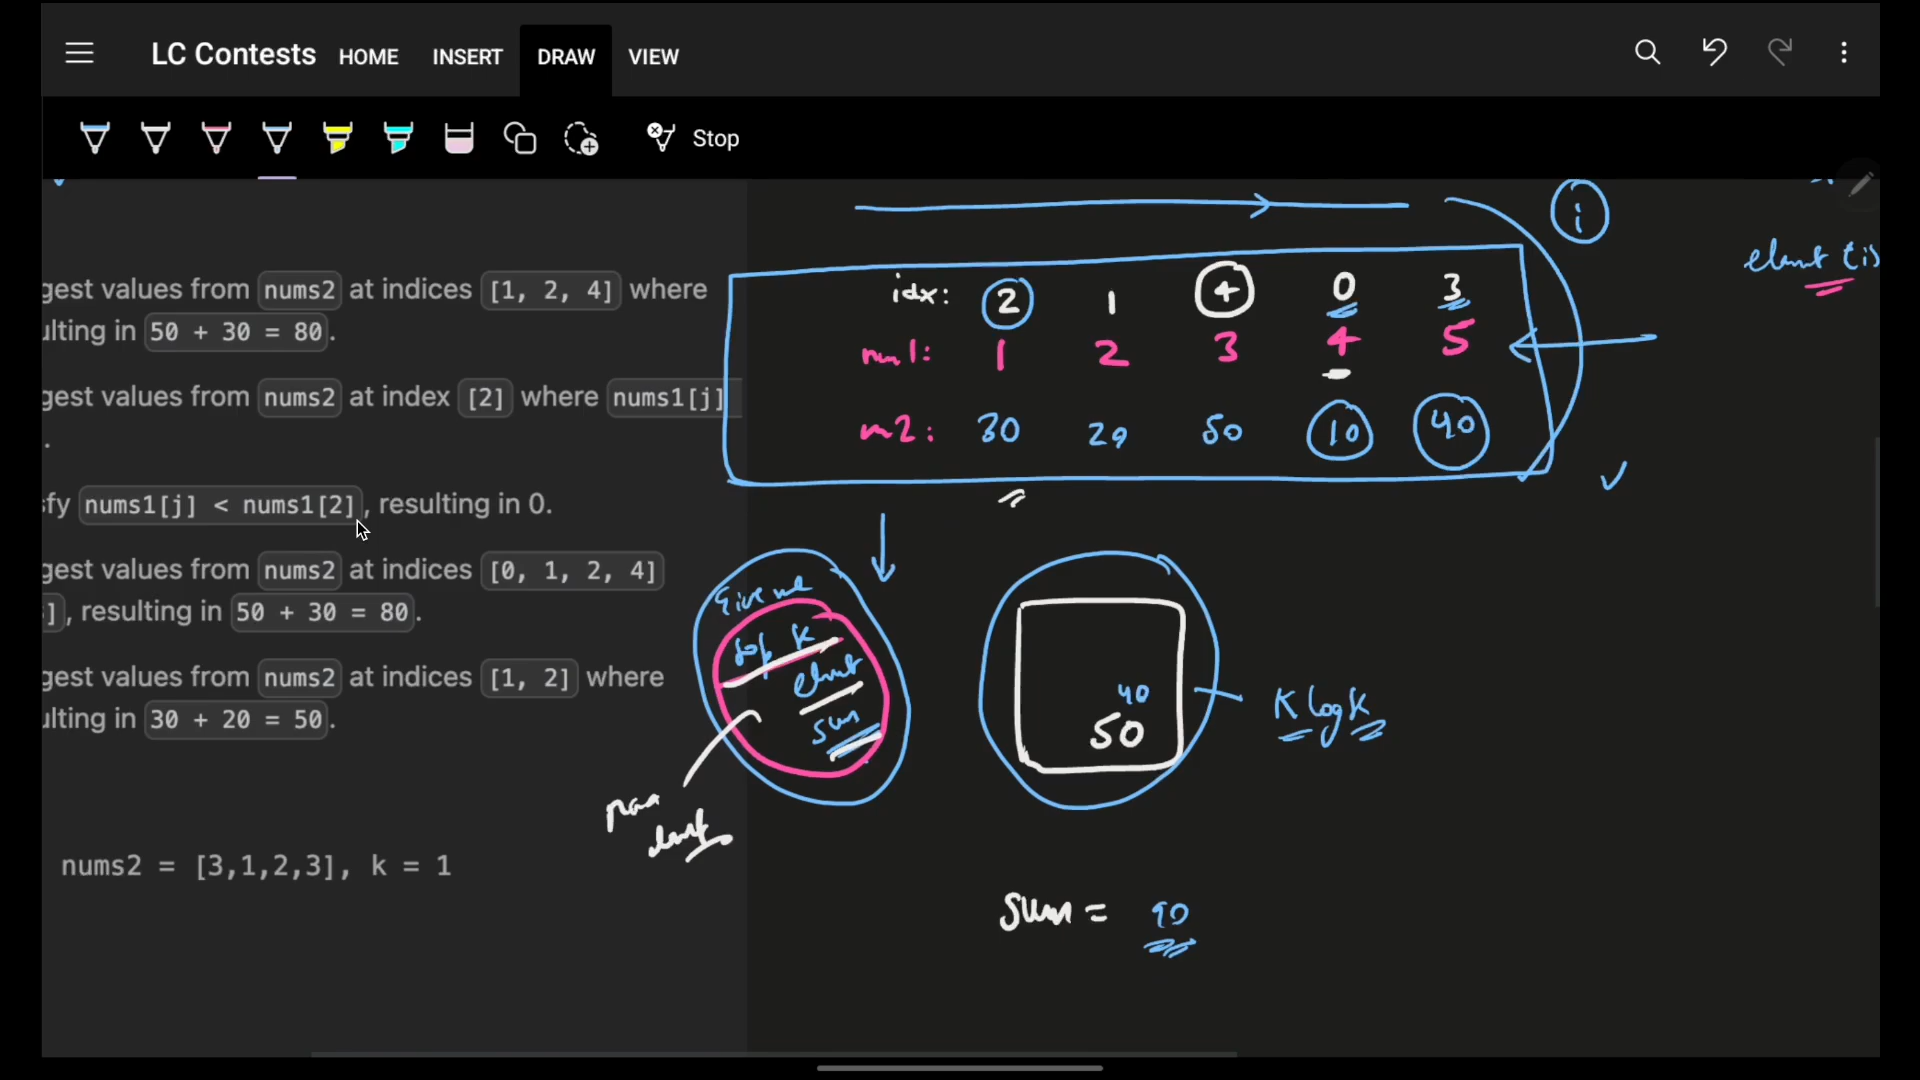 LC Contests HOME INSERT DRAW VIEW
Stop
i
gest values from nums2 at indices [1, 2, 4] where
ulting in 50 + 30 = 80.
gest values from nums2 at index [2] where nums1[j]
.
sfy nums1[j] < nums1[2], resulting in 0.
gest values from nums2 at indices [0, 1, 2, 4]
], resulting in 50 + 30 = 80.
gest values from nums2 at indices [1, 2] where
ulting in 30 + 20 = 50.
nums2 = [3,1,2,3], k = 1
idx: 2 1 4 0 3
num1: 1 2 3 4 5
n2: 30 20 50 10 40
Give me
top k
elmt
sum
40
50
K log k
sum = 90